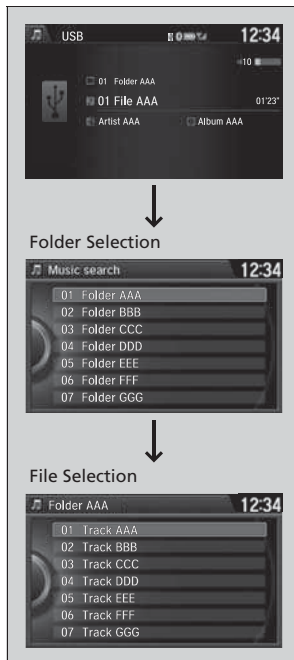 USB 12:34
10
01 Folder AAA
01 File AAA 01'23"
Artist AAA Album AAA
Folder Selection
Music search 12:34
01 Folder AAA
02 Folder BBB
03 Folder CCC
04 Folder DDD
05 Folder EEE
06 Folder FFF
07 Folder GGG
File Selection
Folder AAA 12:34
01 Track AAA
02 Track BBB
03 Track CCC
04 Track DDD
05 Track EEE
06 Track FFF
07 Track GGG